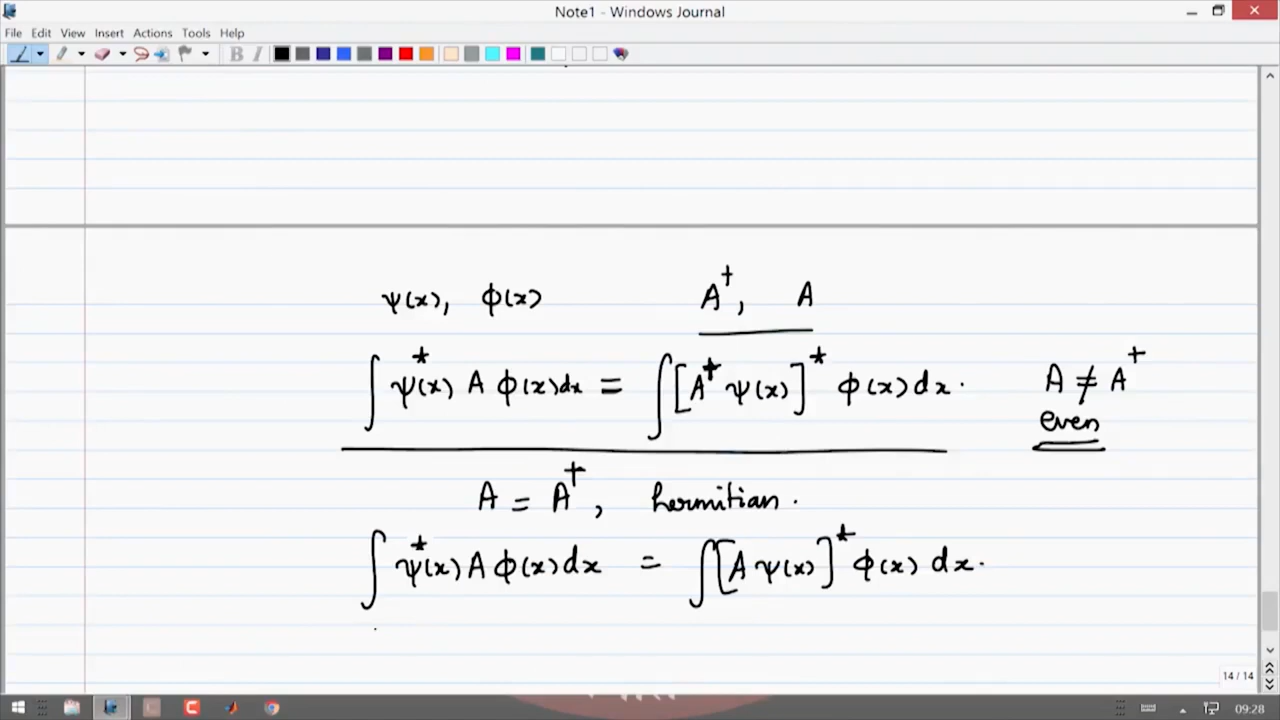 Note1 - Windows Journal
File Edit View Insert Actions Tools Help
B I
ψ(x), ϕ(x) A†, A
∫ψ*(x) A ϕ(x)dx = ∫[A† ψ(x)]* ϕ(x) dx. A ≠ A†
even
A = A†, hermitian.
∫ψ*(x) A ϕ(x) dx = ∫[A ψ(x)]* ϕ(x) dx.
14 / 14
09:28